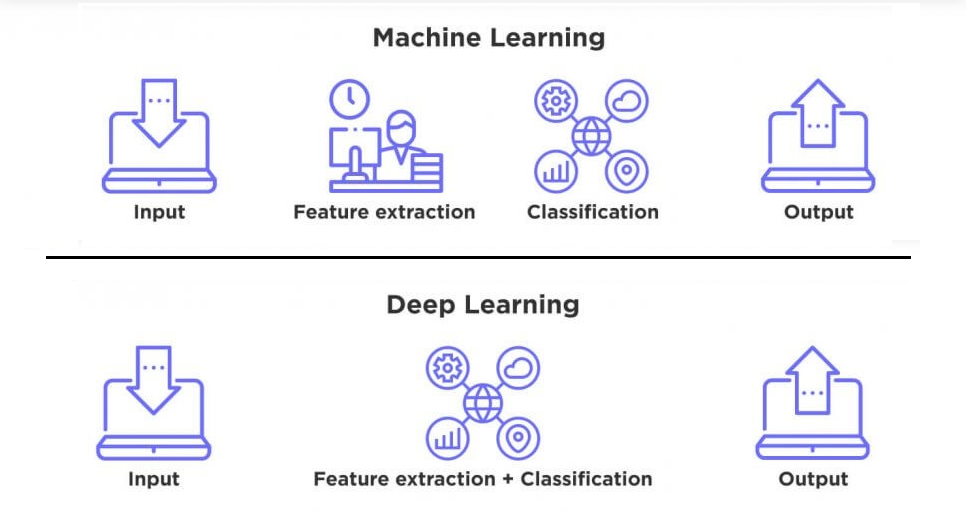 Machine Learning
Input
Feature extraction
Classification
Output
Deep Learning
Input
Feature extraction + Classification
Output